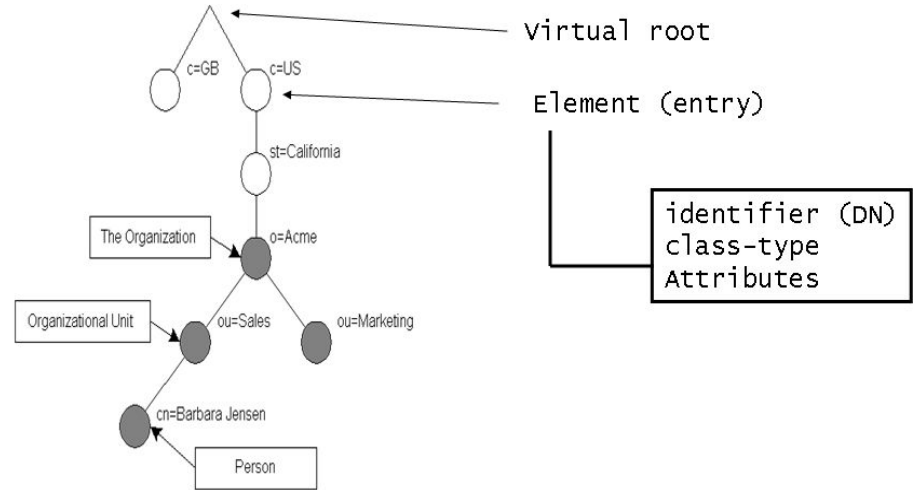 Virtual root
c=GB
c=US
Element (entry)
st=California
identifier (DN)
class-type
Attributes
The Organization
o=Acme
Organizational Unit
ou=Sales
ou=Marketing
cn=Barbara Jensen
Person